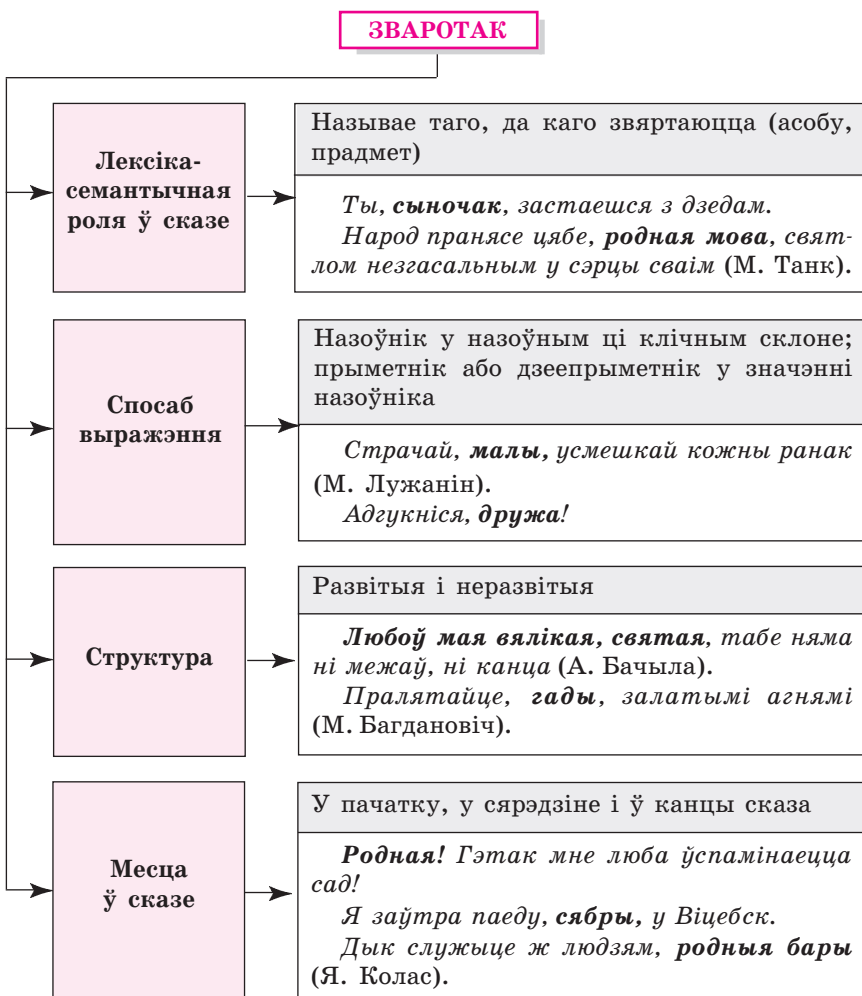 ЗВАРОТАК
Лексіка-
семантычная
роля ў сказе
Называе таго, да каго звяртаюцца (асобу,
прадмет)
Ты, сыночак, застаешся з дзедам.
Народ пранясе цябе, родная мова, свят-
лом незгасальным у сэрцы сваім (М. Танк).
Спосаб
выражэння
Назоўнік у назоўным ці клічным склоне;
прыметнік або дзеепрыметнік у значэнні
назоўніка
Страчай, малы, усмешкай кожны ранак
(М. Лужанін).
Адгукніся, дружа!
Структура
Развітыя і неразвітыя
Любоў мая вялікая, святая, табе няма
ні межаў, ні канца (А. Бачыла).
Пралятайце, гады, залатымі агнямі
(М. Багдановіч).
Месца
ў сказе
У пачатку, у сярэдзіне і ў канцы сказа
Родная! Гэтак мне люба ўспамінаецца
сад!
Я заўтра паеду, сябры, у Віцебск.
Дык служыце ж людзям, родныя бары
(Я. Колас).